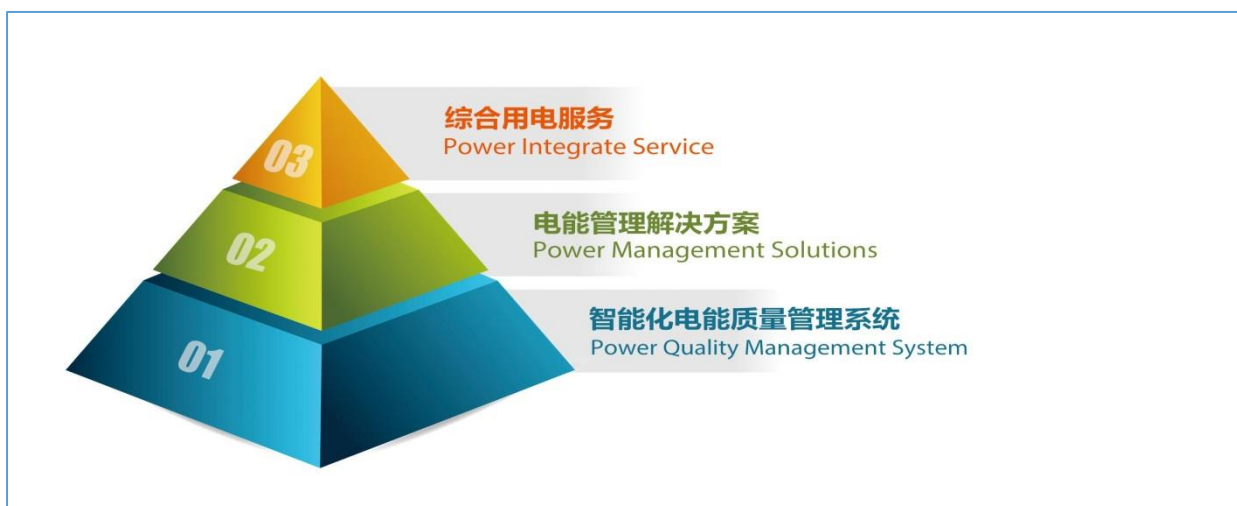 03
综合用电服务
Power Integrate Service
02
电能管理解决方案
Power Management Solutions
01
智能化电能质量管理系统
Power Quality Management System